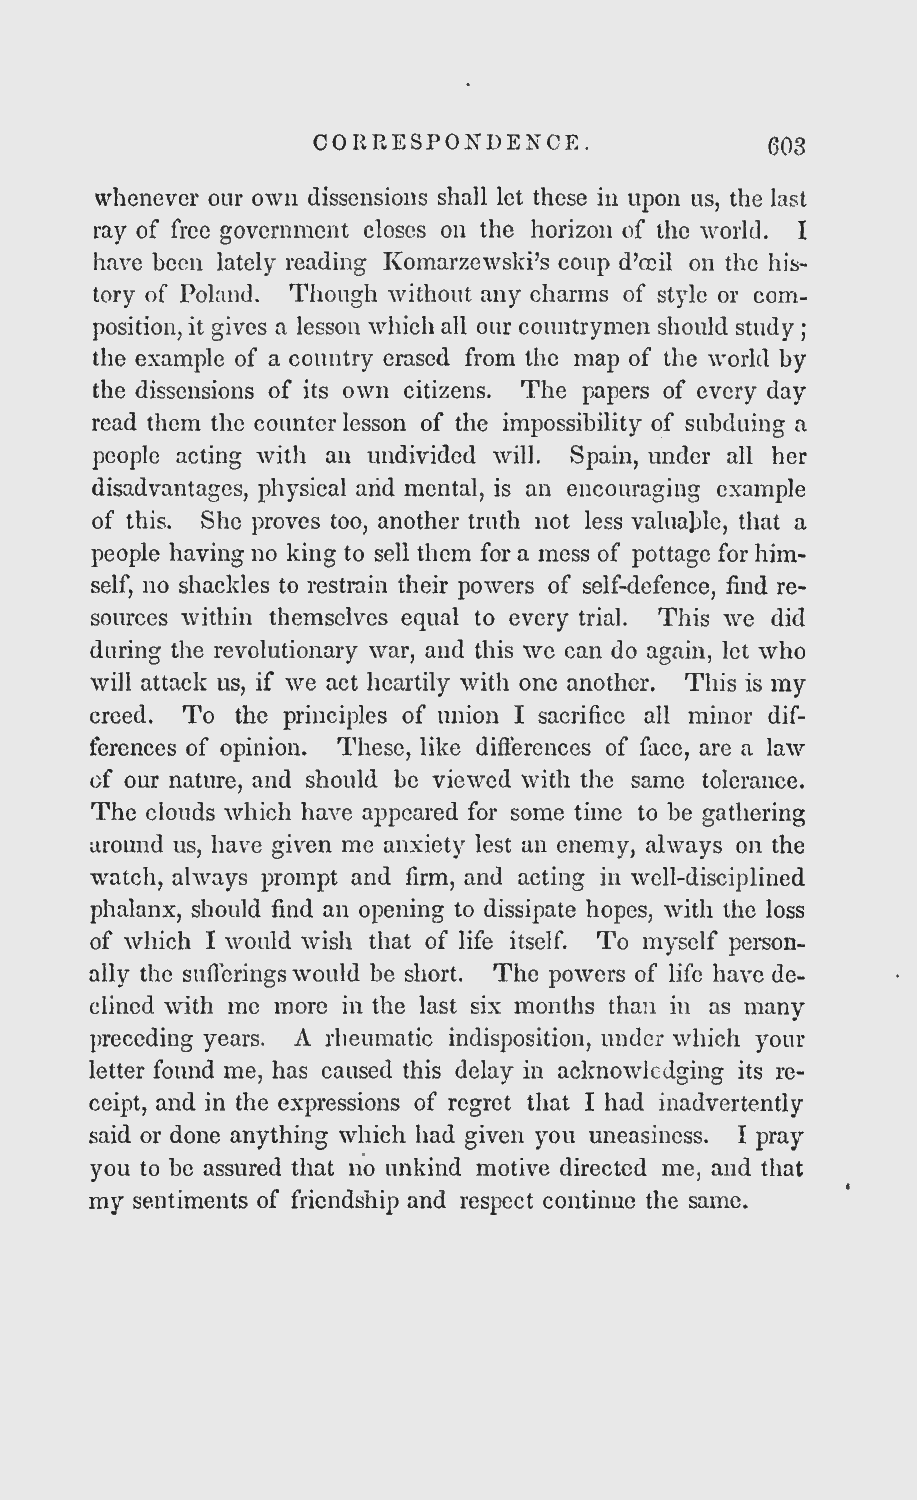 CORRESPONDENCE. 603
whenever our own dissensions shall let these in upon us, the last
ray of free government closes on the horizon of the world. I
have been lately reading Komarzewski's coup d'œil on the his-
tory of Poland. Though without any charms of style or com-
position, it gives a lesson which all our countrymen should study;
the example of a country erased from the map of the world by
the dissensions of its own citizens. The papers of every day
read them the counter lesson of the impossibility of subduing a
people acting with an undivided will. Spain, under all her
disadvantages, physical and mental, is an encouraging example
of this. She proves too, another truth not less valuable, that a
people having no king to sell them for a mess of pottage for him-
self, no shackles to restrain their powers of self-defence, find re-
sources within themselves equal to every trial. This we did
during the revolutionary war, and this we can do again, let who
will attack us, if we act heartily with one another. This is my
creed. To the principles of union I sacrifice all minor dif-
ferences of opinion. These, like differences of face, are a law
of our nature, and should be viewed with the same tolerance.
The clouds which have appeared for some time to be gathering
around us, have given me anxiety lest an enemy, always on the
watch, always prompt and firm, and acting in well-disciplined
phalanx, should find an opening to dissipate hopes, with the loss
of which I would wish that of life itself. To myself person-
ally the sufferings would be short. The powers of life have de-
clined with me more in the last six months than in as many
preceding years. A rheumatic indisposition, under which your
letter found me, has caused this delay in acknowledging its re-
ceipt, and in the expressions of regret that I had inadvertently
said or done anything which had given you uneasiness. I pray
you to be assured that no unkind motive directed me, and that
my sentiments of friendship and respect continue the same.